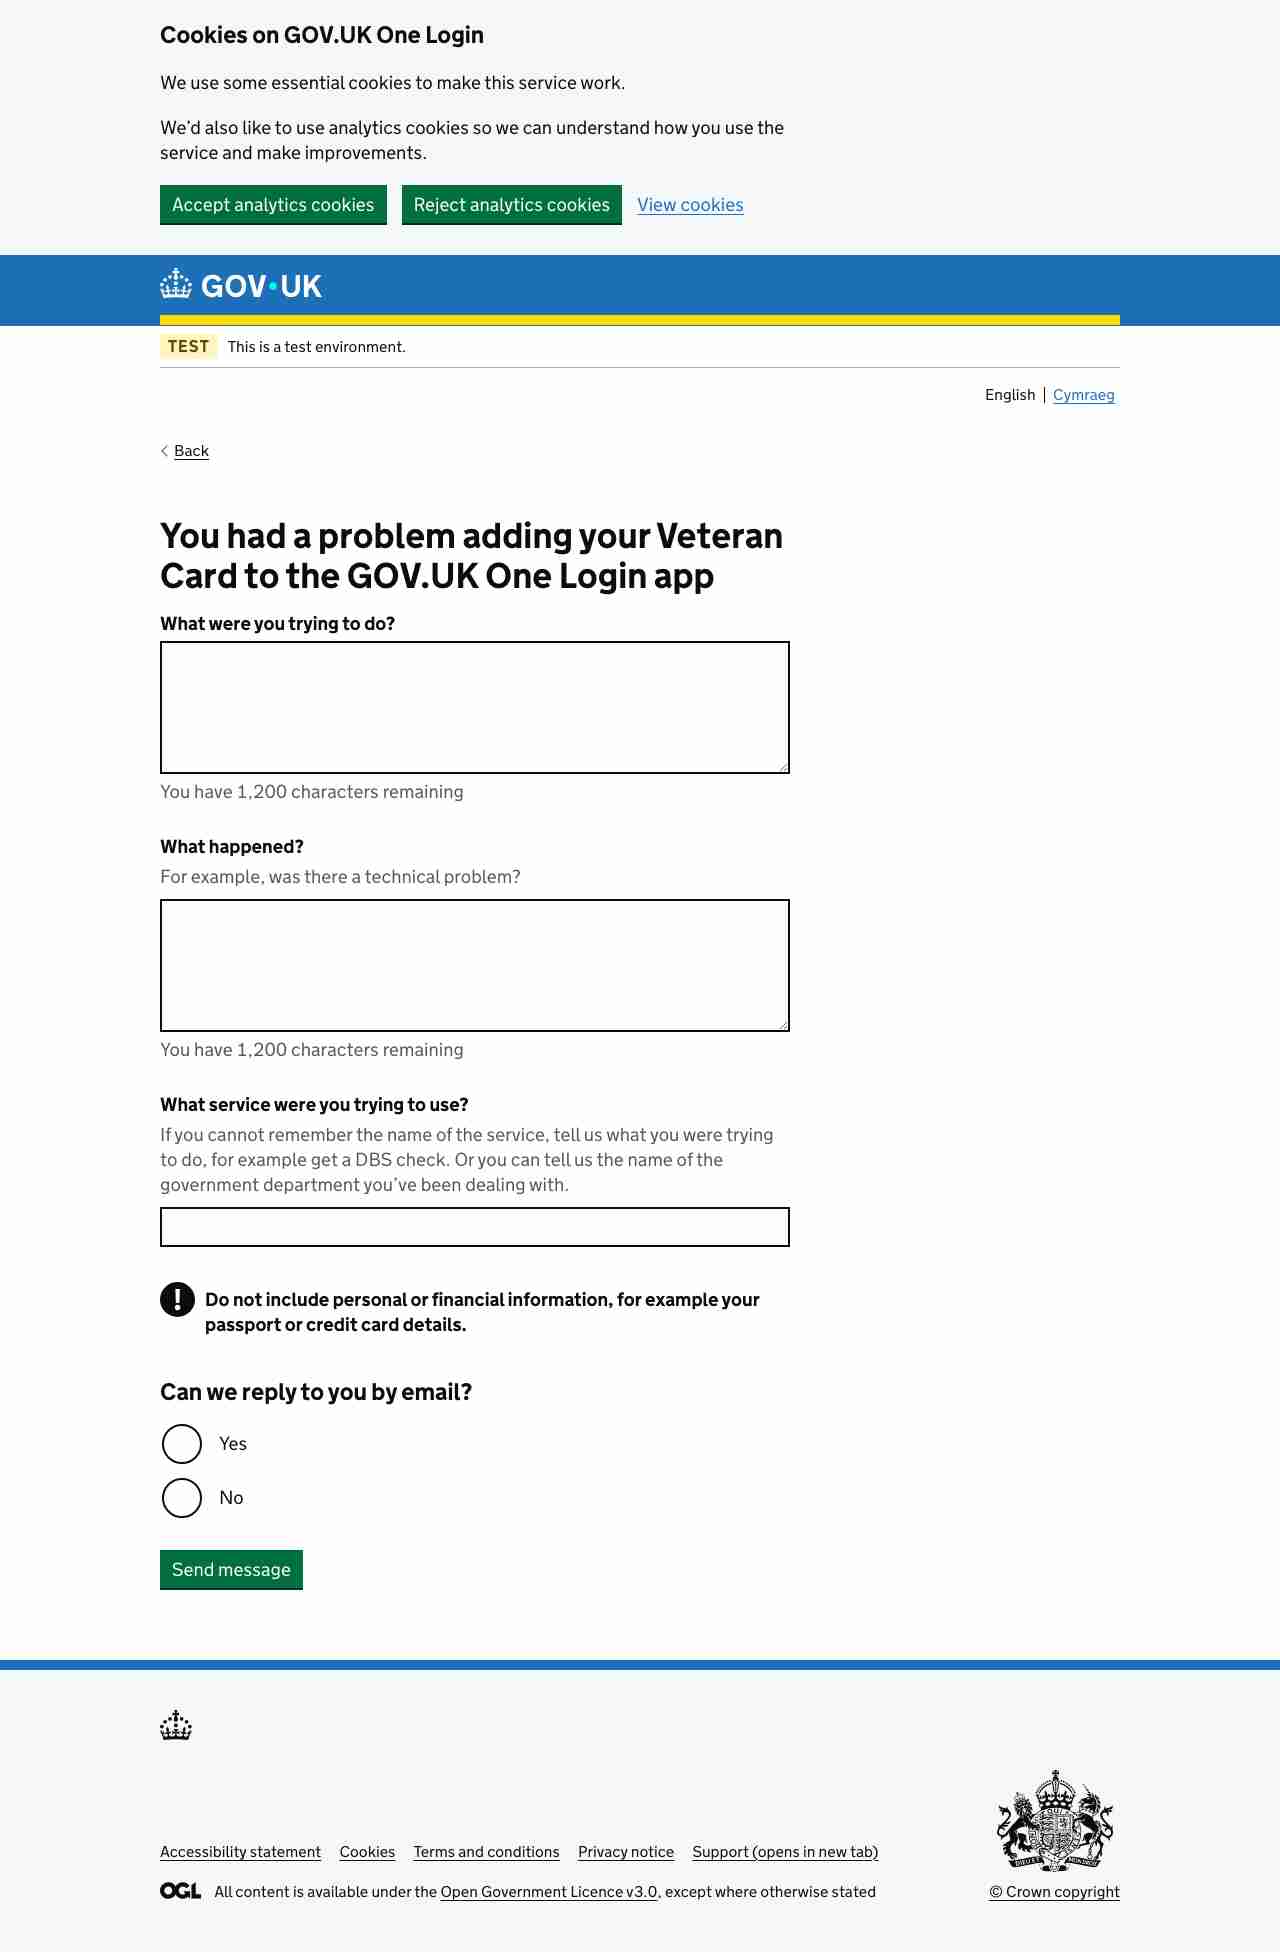 Cookies on GOV.UK One Login
We use some essential cookies to make this service work.
We’d also like to use analytics cookies so we can understand how you use the
service and make improvements.
Accept analytics cookies Reject analytics cookies View cookies
GOV·UK
TEST This is a test environment.
English Cymraeg
Back
You had a problem adding your Veteran
Card to the GOV.UK One Login app
What were you trying to do?
You have 1,200 characters remaining
What happened?
For example, was there a technical problem?
You have 1,200 characters remaining
What service were you trying to use?
If you cannot remember the name of the service, tell us what you were trying
to do, for example get a DBS check. Or you can tell us the name of the
government department you’ve been dealing with.
! Do not include personal or financial information, for example your
passport or credit card details.
Can we reply to you by email?
Yes
No
Send message
Accessibility statement Cookies Terms and conditions Privacy notice Support (opens in new tab)
OGL All content is available under the Open Government Licence v3.0, except where otherwise stated
© Crown copyright